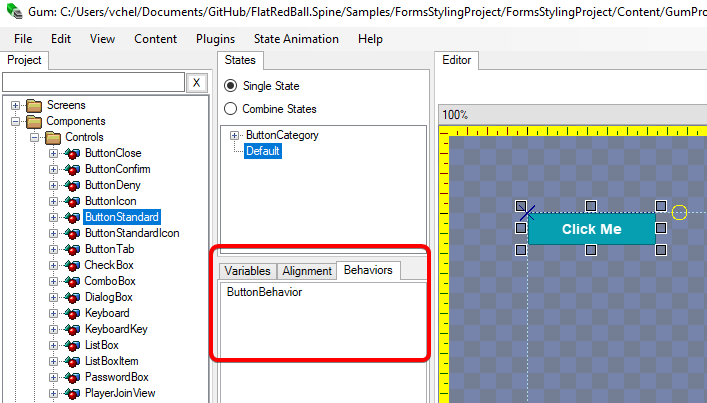 Gum: C:/Users/vchel/Documents/GitHub/FlatRedBall.Spine/Samples/FormsStylingProject/FormsStylingProject/Content/GumPro
File Edit View Content Plugins State Animation Help
Project
X
Screens
Components
Controls
ButtonClose
ButtonConfirm
ButtonDeny
ButtonIcon
ButtonStandard
ButtonStandardIcon
ButtonTab
CheckBox
ComboBox
DialogBox
Keyboard
KeyboardKey
ListBox
ListBoxItem
PasswordBox
PlayerJoinView
States
Single State
Combine States
ButtonCategory
Default
Variables Alignment Behaviors
ButtonBehavior
Editor
100%
Click Me